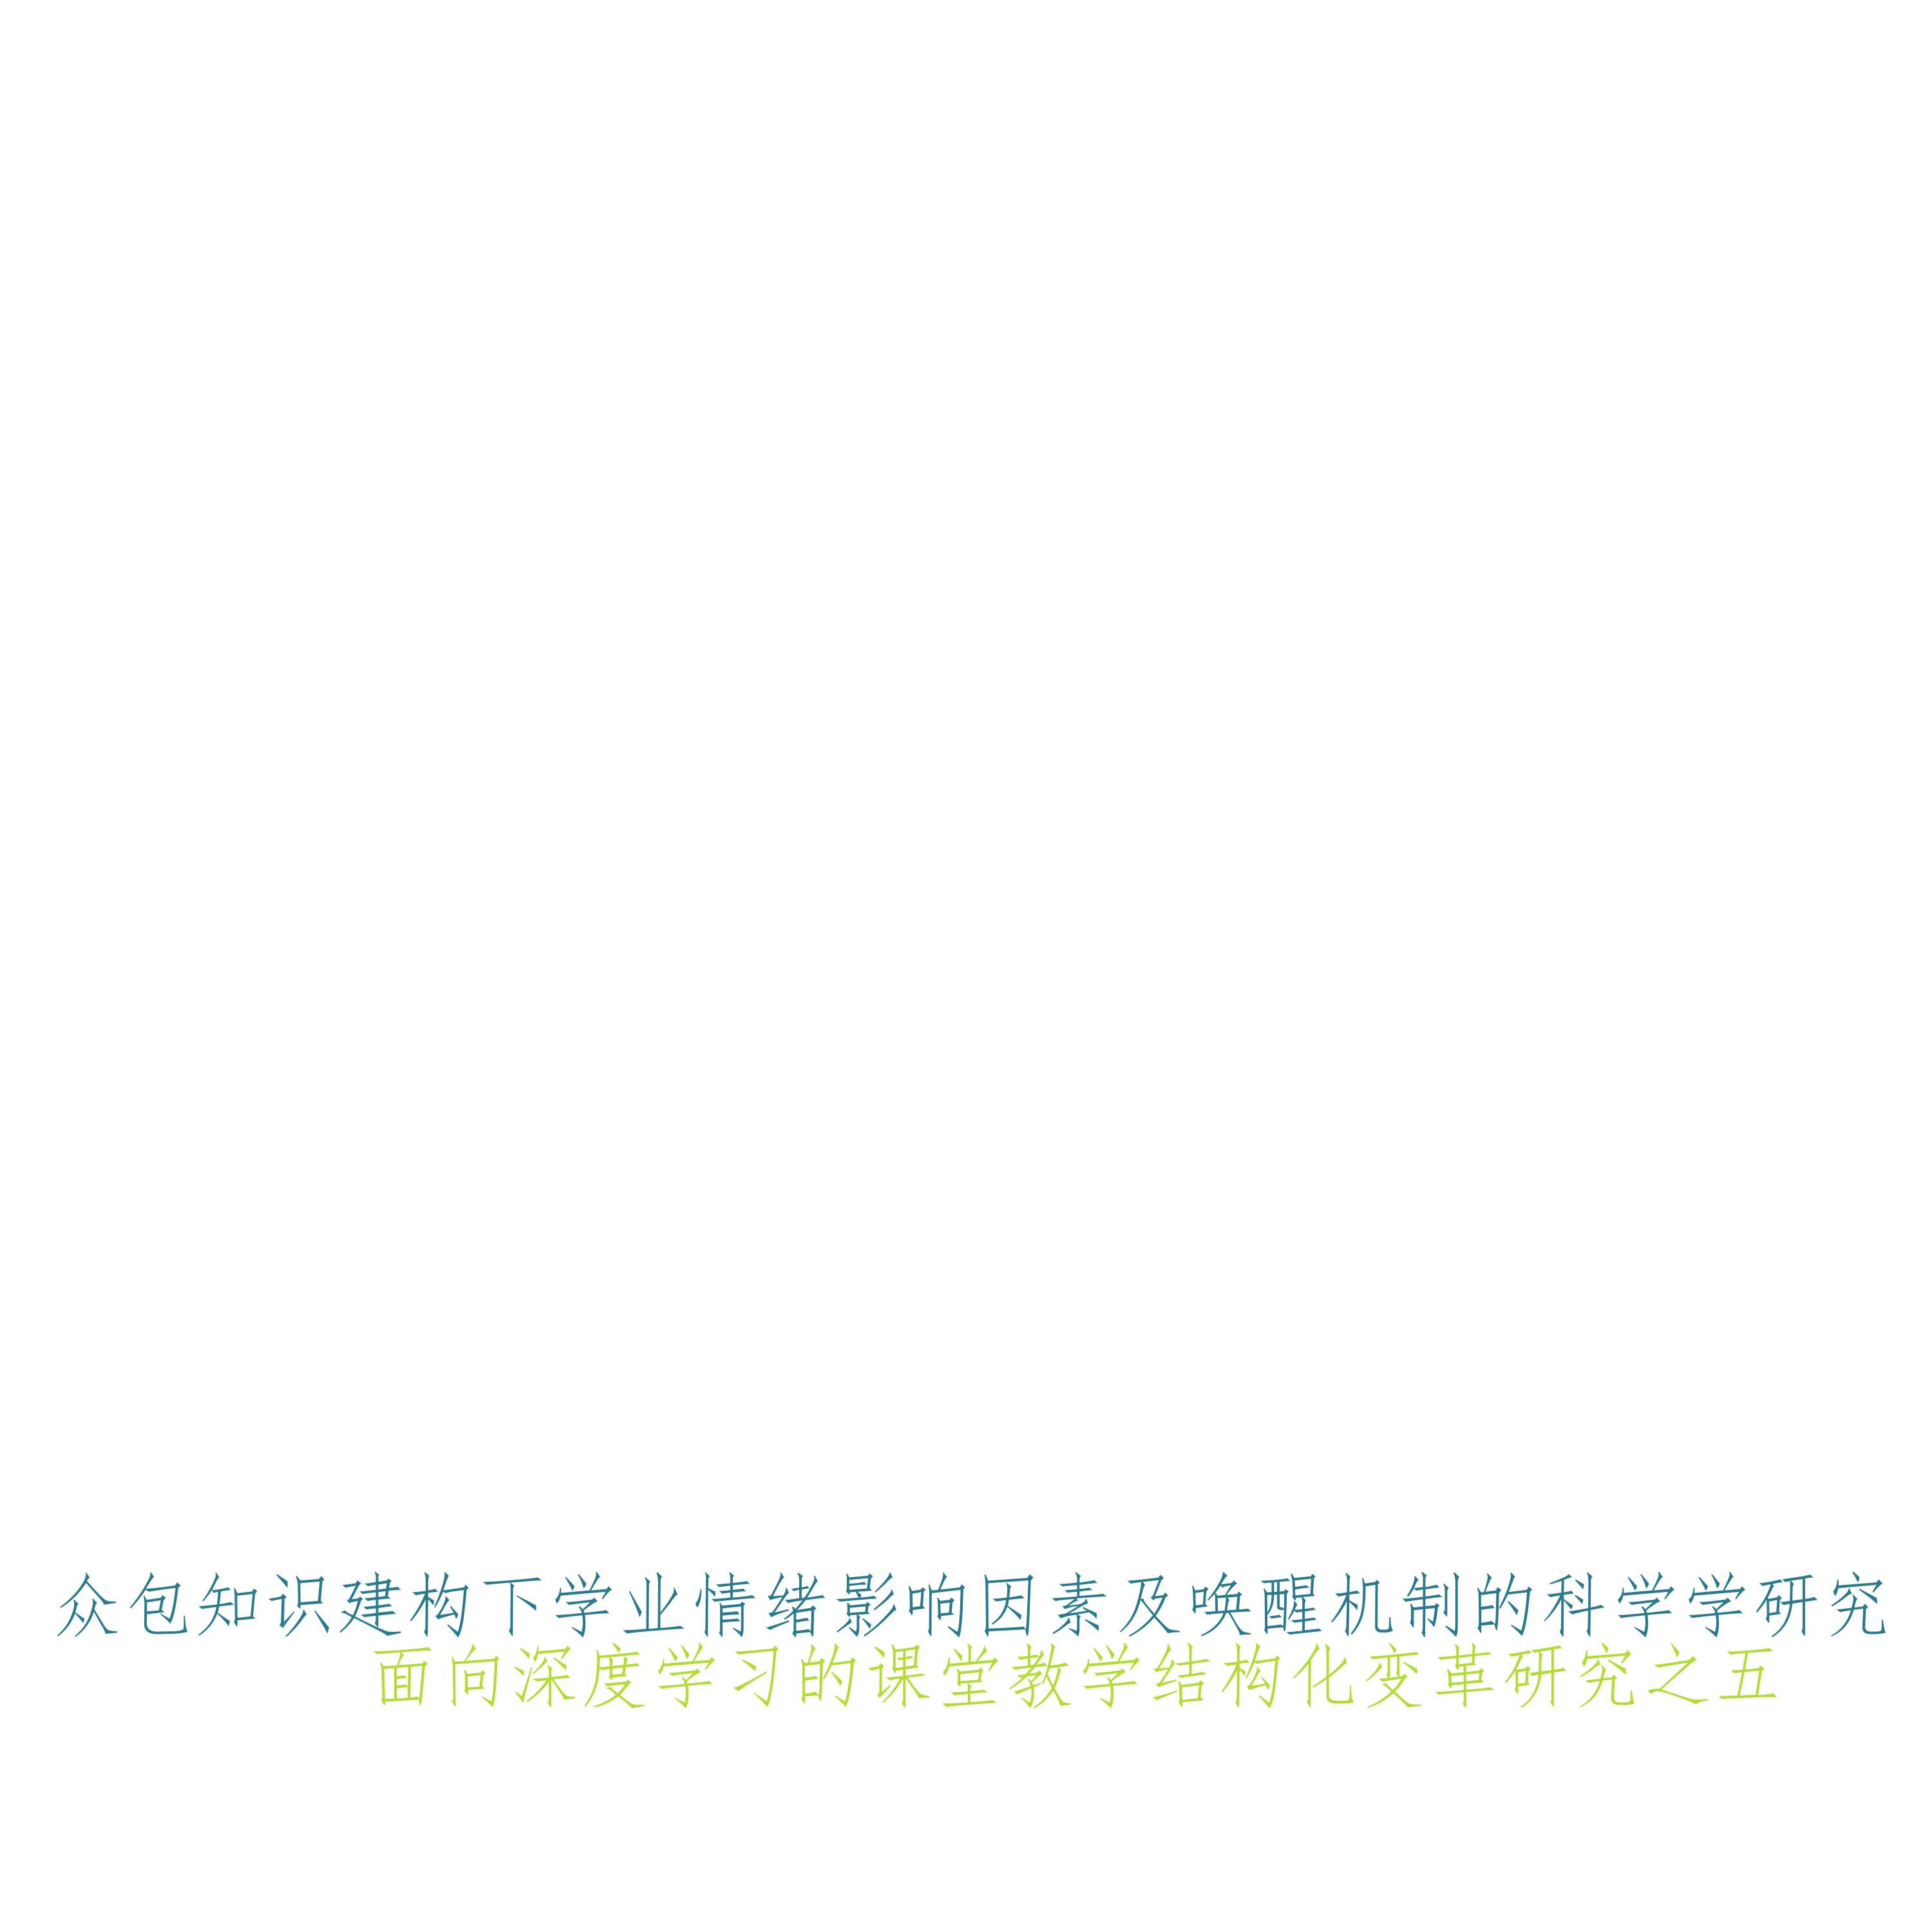 个包知识建构下学业情绪影响因素及唤醒机制的科学学研究
面向深度学习的课堂教学结构化变革研究之五